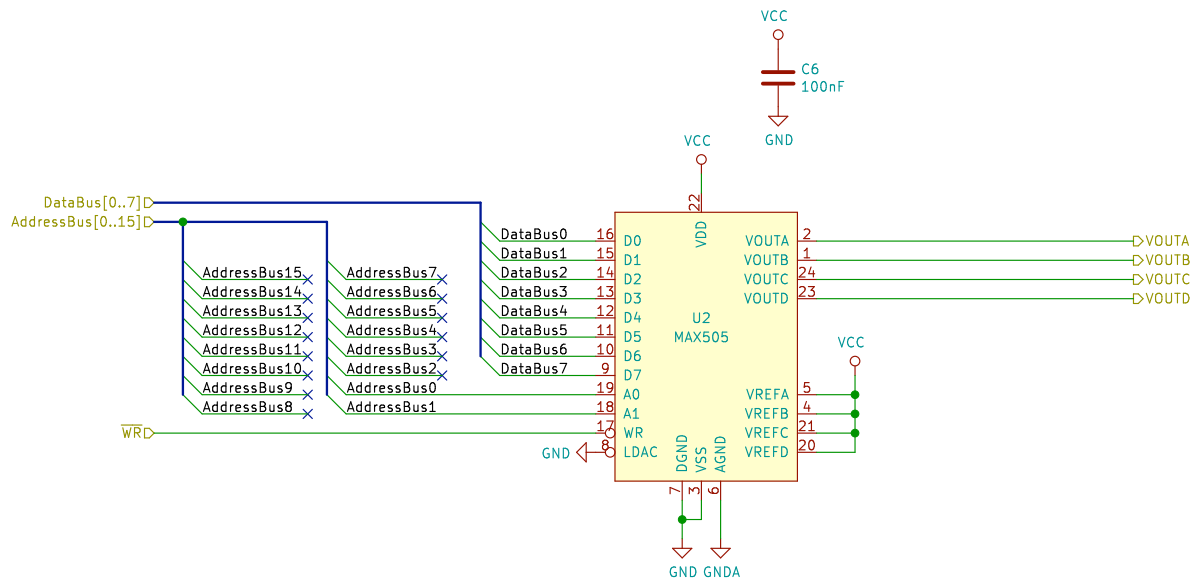 VCC
C6
100nF
GND
VCC
22
VDD
DataBus[0..7]
AddressBus[0..15]
DataBus0 16 D0
DataBus1 15 D1
DataBus2 14 D2
DataBus3 13 D3
DataBus4 12 D4
DataBus5 11 D5
DataBus6 10 D6
DataBus7 9 D7
AddressBus15 AddressBus7
AddressBus14 AddressBus6
AddressBus13 AddressBus5
AddressBus12 AddressBus4
AddressBus11 AddressBus3
AddressBus10 AddressBus2
AddressBus9 AddressBus0 19 A0
AddressBus8 AddressBus1 18 A1
WR 17 WR
GND 8 LDAC
U2
MAX505
VOUTA 2 VOUTA
VOUTB 1 VOUTB
VOUTC 24 VOUTC
VOUTD 23 VOUTD
VCC
VREFA 5
VREFB 4
VREFC 21
VREFD 20
DGND VSS AGND
7 3 6
GND GNDA